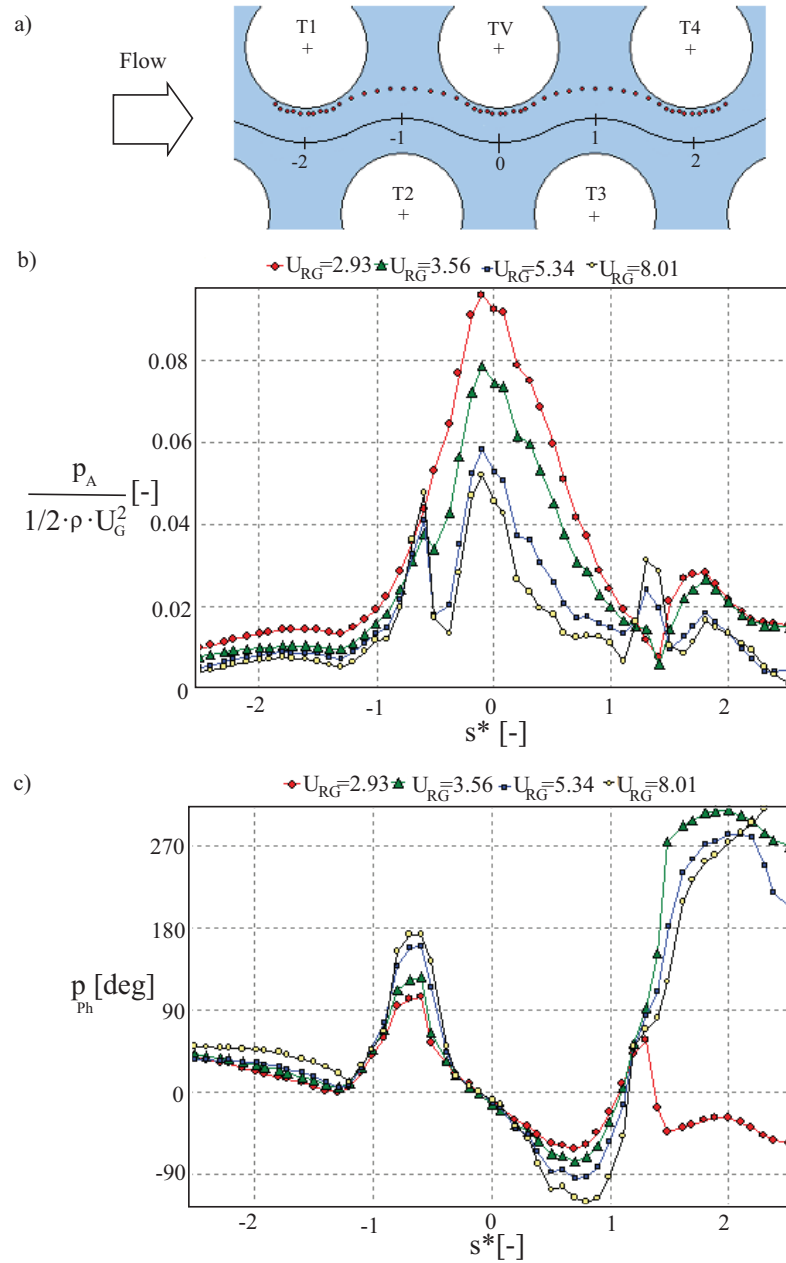 a)
Flow
T1
TV
T4
-2
-1
0
1
2
T2
T3
b)
U_RG=2.93 U_RG=3.56 U_RG=5.34 U_RG=8.01
0.08
0.06
0.04
0.02
0
p_A
1/2·ρ·U_G^2
[-]
-2 -1 0 1 2
s* [-]
c)
U_RG=2.93 U_RG=3.56 U_RG=5.34 U_RG=8.01
270
180
90
0
-90
p_Ph [deg]
-2 -1 0 1 2
s*[-]